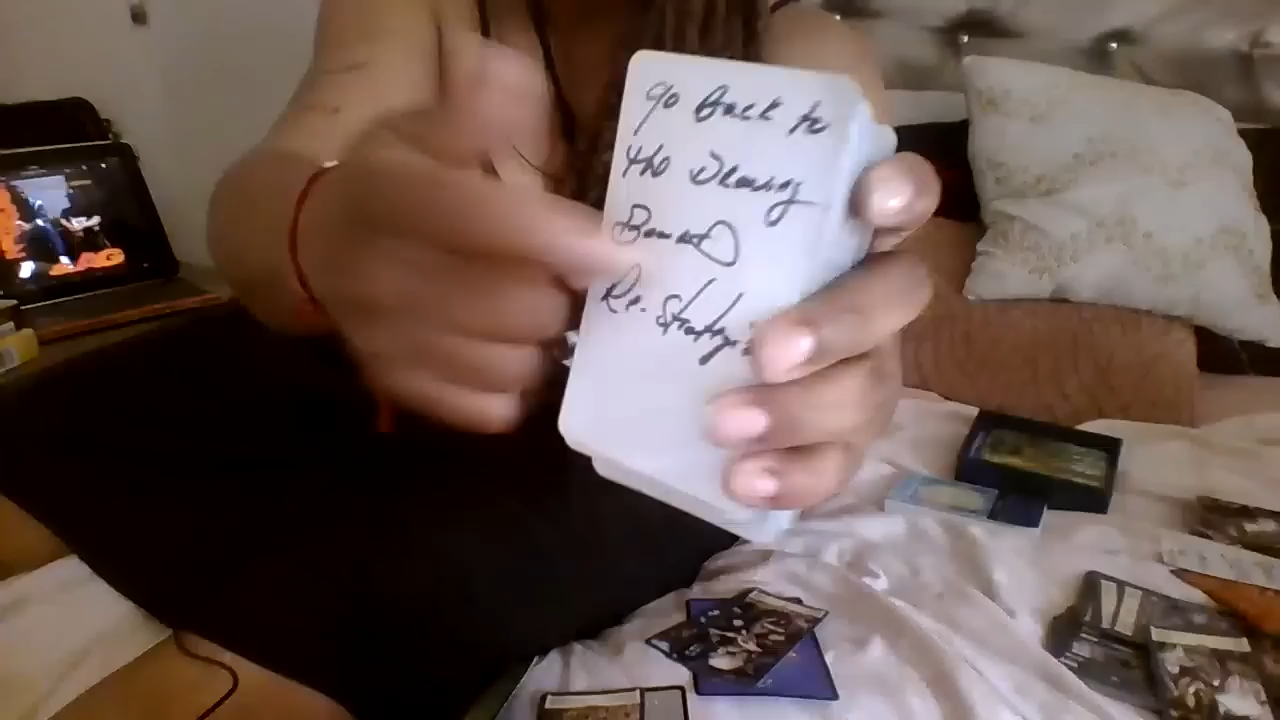 go Back to
the Drawing
Board
Re-Strategize